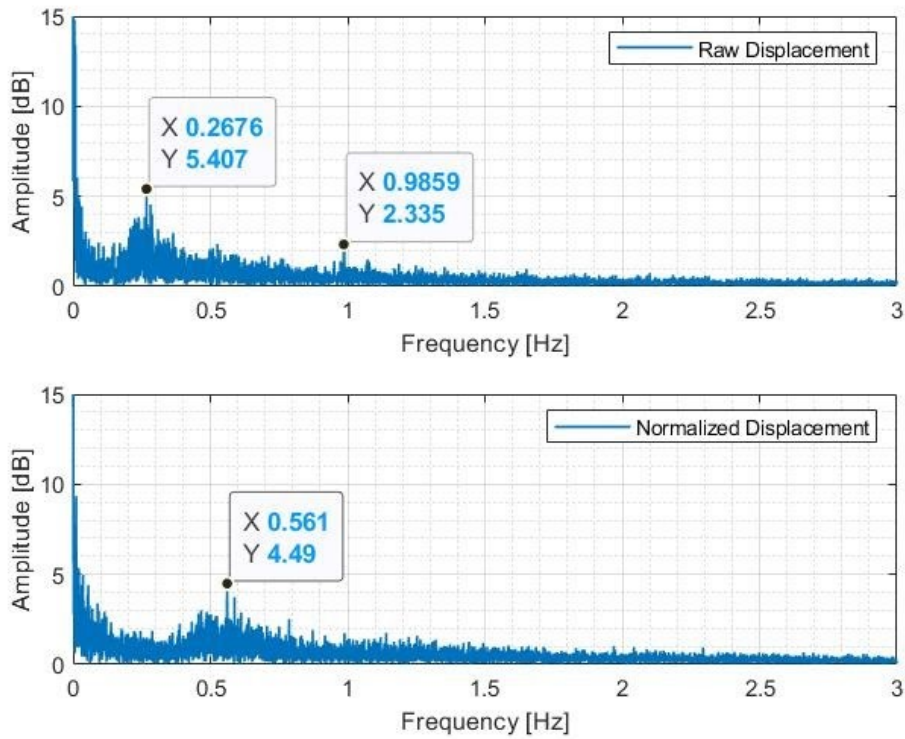 15
10
5
0
Amplitude [dB]
Raw Displacement
X 0.2676
Y 5.407
X 0.9859
Y 2.335
0 0.5 1 1.5 2 2.5 3
Frequency [Hz]
15
10
5
0
Amplitude [dB]
Normalized Displacement
X 0.561
Y 4.49
0 0.5 1 1.5 2 2.5 3
Frequency [Hz]